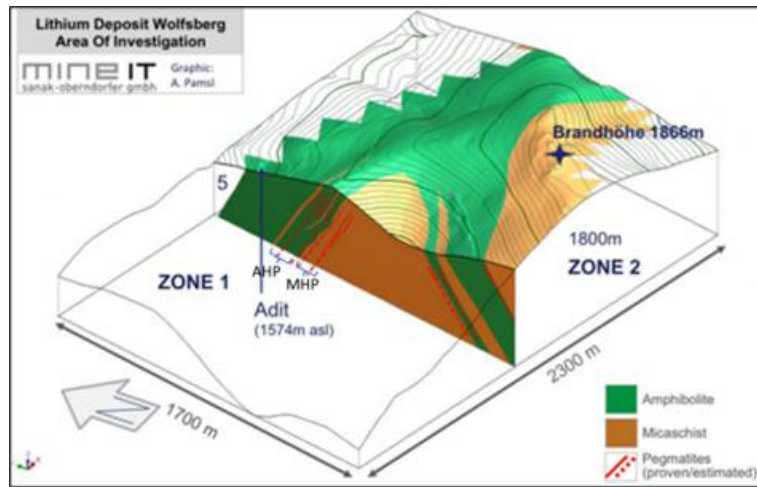 Lithium Deposit Wolfsberg
Area Of Investigation
mine IT
sanak-oberndorfer gmbh
Graphic:
A. Pamsl
Brandhöhe 1866m
5
1800m
ZONE 2
AHP
MHP
ZONE 1
Adit
(1574m asl)
2300 m
1700 m
Amphibolite
Micaschist
Pegmatites
(proven/estimated)